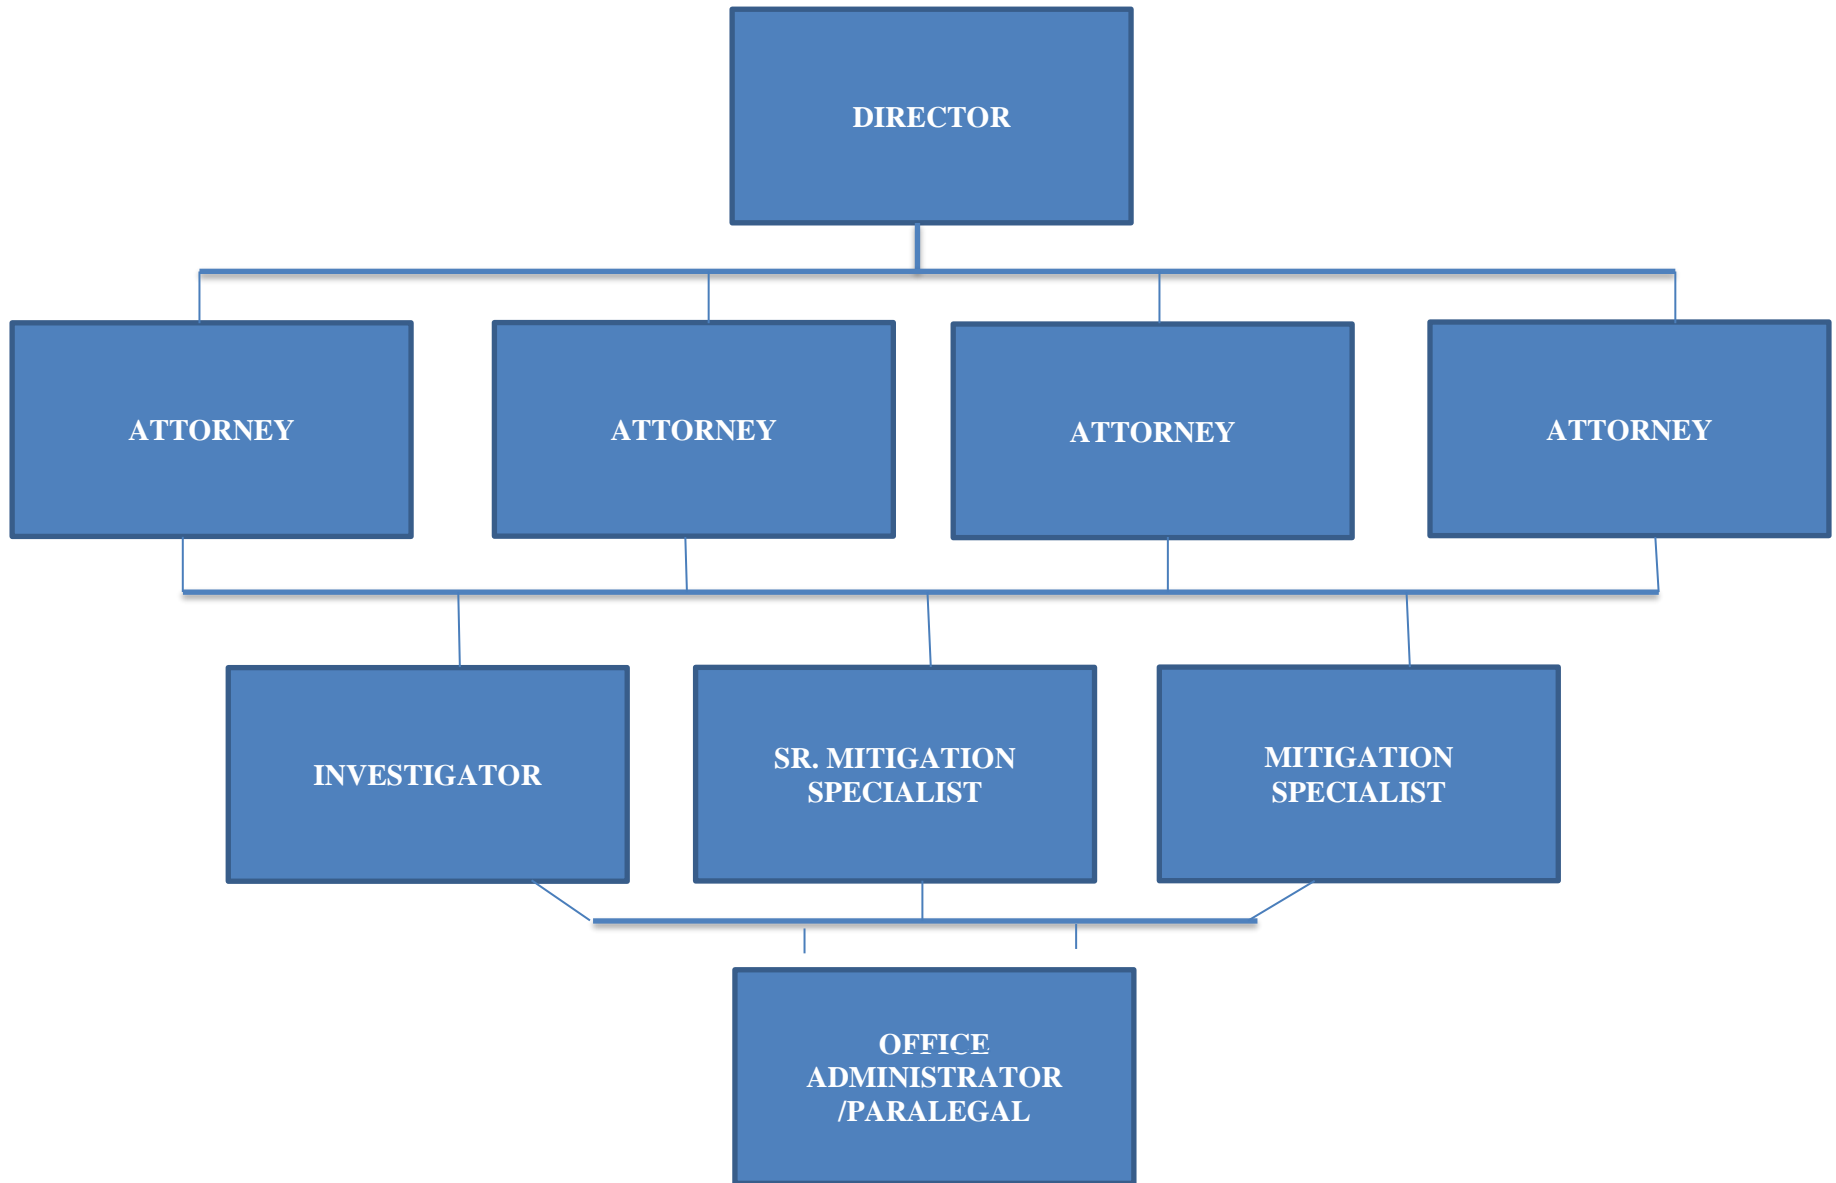 DIRECTOR
ATTORNEY
ATTORNEY
ATTORNEY
ATTORNEY
INVESTIGATOR
SR. MITIGATION
SPECIALIST
MITIGATION
SPECIALIST
OFFICE
ADMINISTRATOR
/PARALEGAL